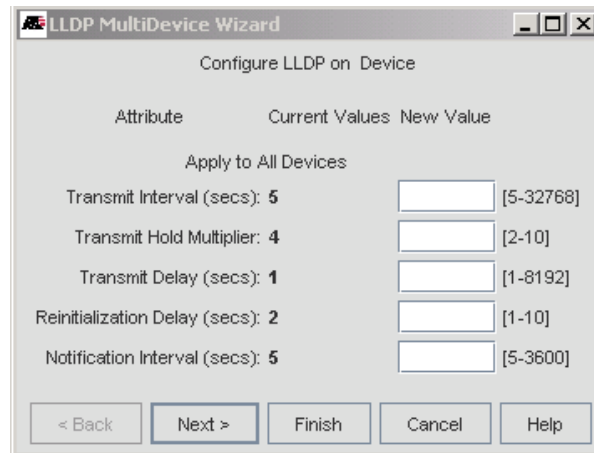 LLDP MultiDevice Wizard
Configure LLDP on Device
Attribute Current Values New Value
Apply to All Devices
Transmit Interval (secs): 5 [5-32768]
Transmit Hold Multiplier: 4 [2-10]
Transmit Delay (secs): 1 [1-8192]
Reinitialization Delay (secs): 2 [1-10]
Notification Interval (secs): 5 [5-3600]
< Back Next > Finish Cancel Help